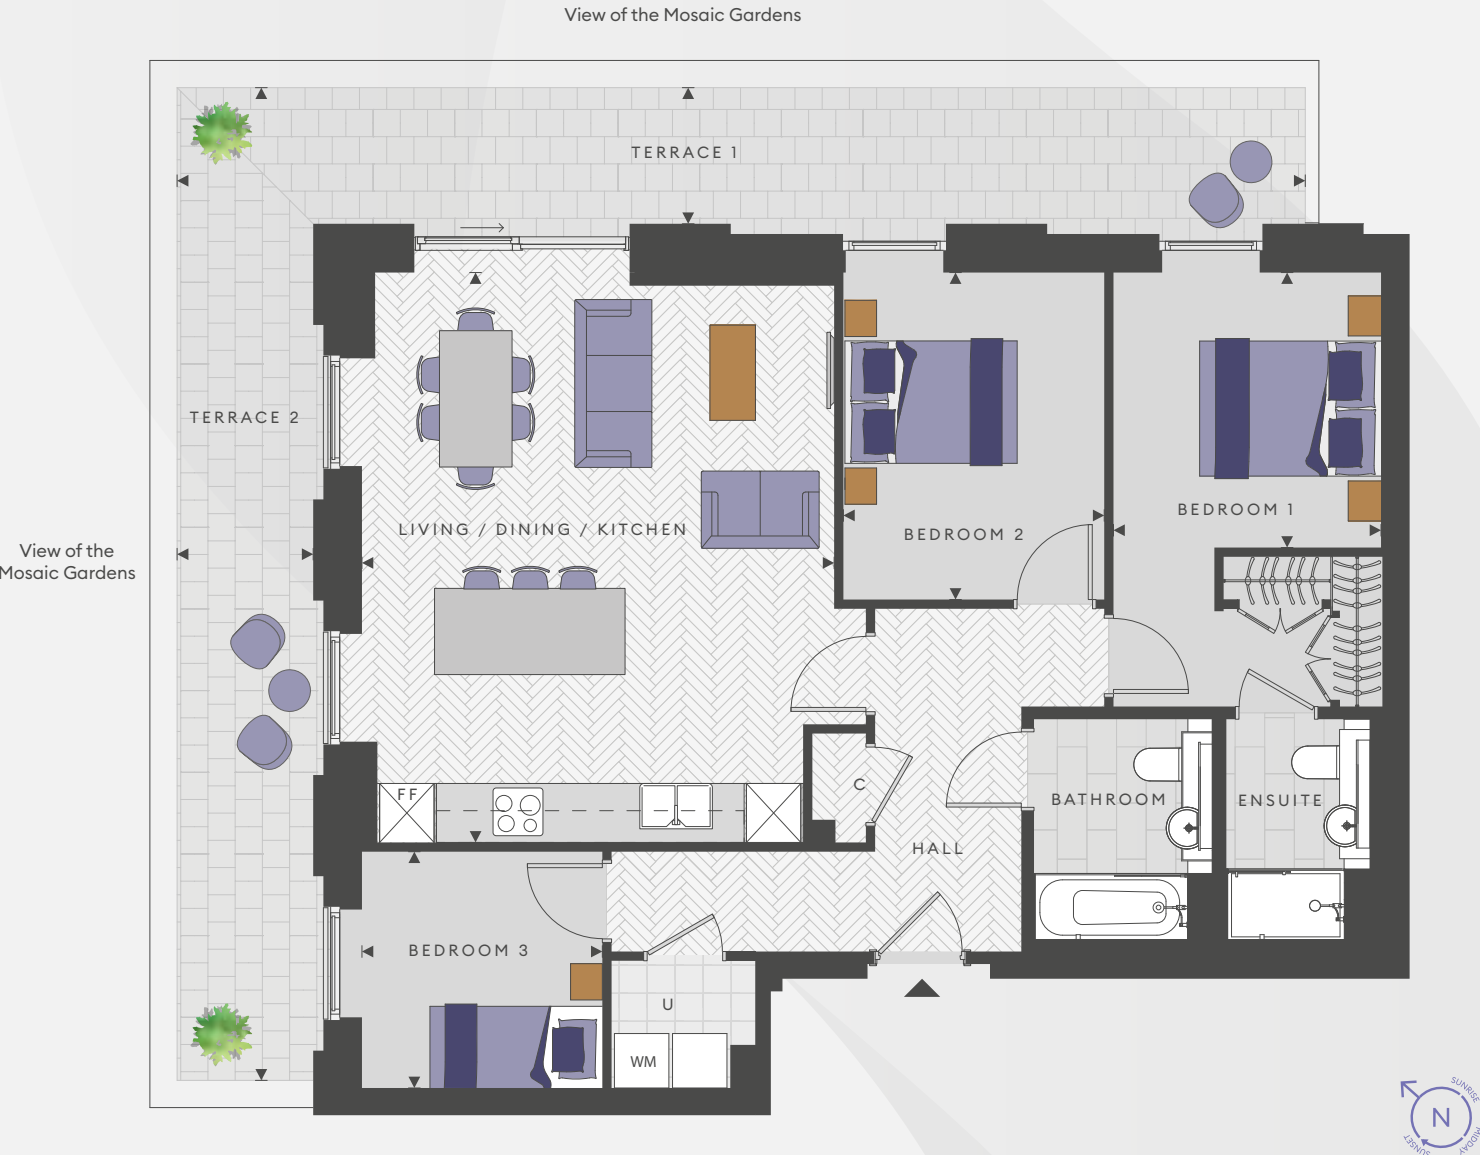 View of the Mosaic Gardens
TERRACE 1
TERRACE 2
LIVING / DINING / KITCHEN
BEDROOM 2
BEDROOM 1
View of the
Mosaic Gardens
FF
C
BATHROOM
ENSUITE
HALL
BEDROOM 3
U
WM
N
SUNRISE
MIDDAY
SUNSET